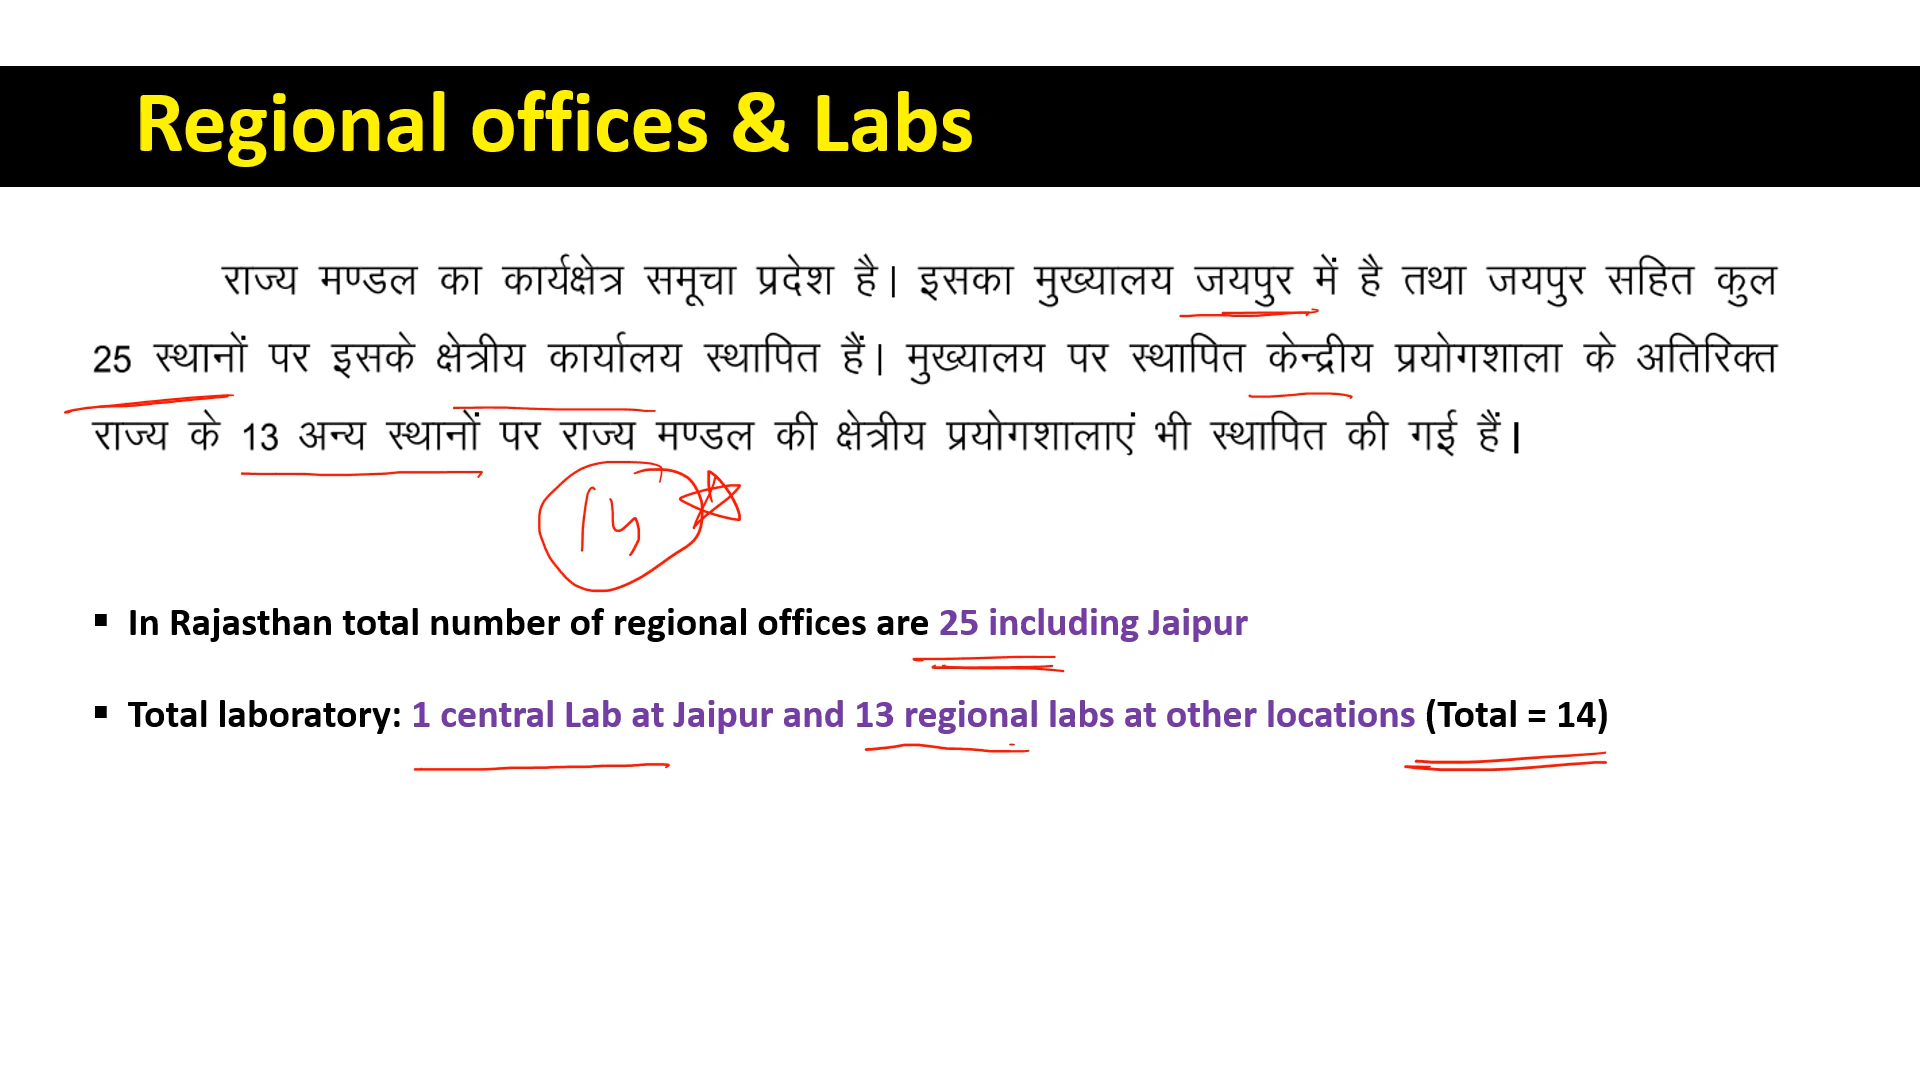 Regional offices & Labs
राज्य मण्डल का कार्यक्षेत्र समूचा प्रदेश है। इसका मुख्यालय जयपुर में है तथा जयपुर सहित कुल
25 स्थानों पर इसके क्षेत्रीय कार्यालय स्थापित हैं। मुख्यालय पर स्थापित केन्द्रीय प्रयोगशाला के अतिरिक्त
राज्य के 13 अन्य स्थानों पर राज्य मण्डल की क्षेत्रीय प्रयोगशालाएं भी स्थापित की गई हैं।
14
▪ In Rajasthan total number of regional offices are 25 including Jaipur
▪ Total laboratory: 1 central Lab at Jaipur and 13 regional labs at other locations (Total = 14)